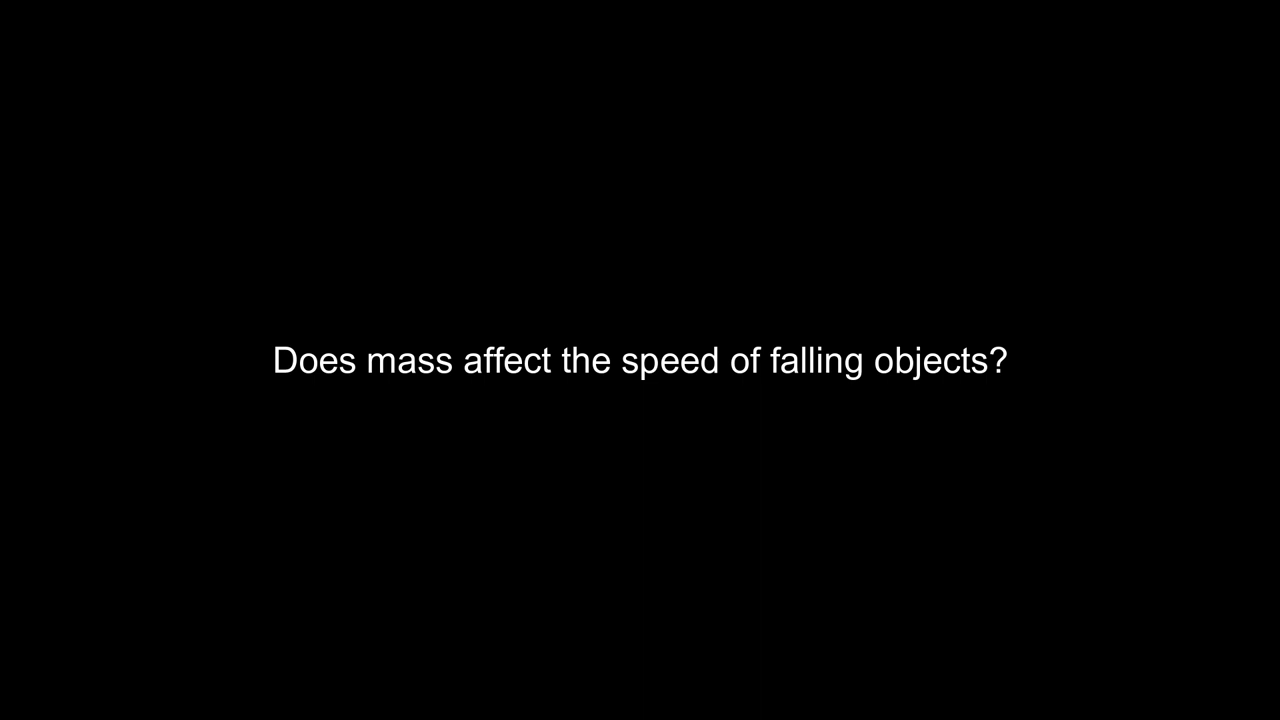 Does mass affect the speed of falling objects?